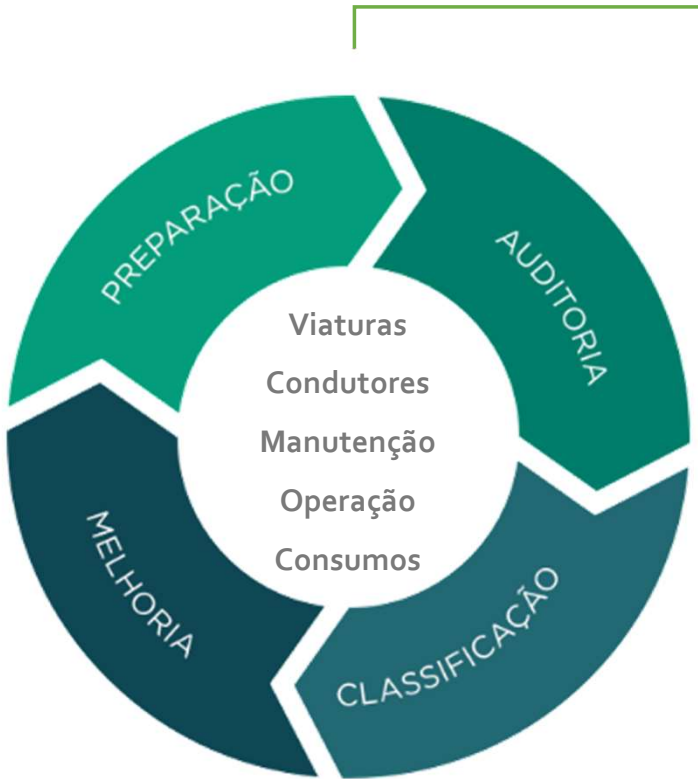 PREPARAÇÃO
AUDITORIA
Viaturas
Condutores
Manutenção
Operação
Consumos
MELHORIA
CLASSIFICAÇÃO